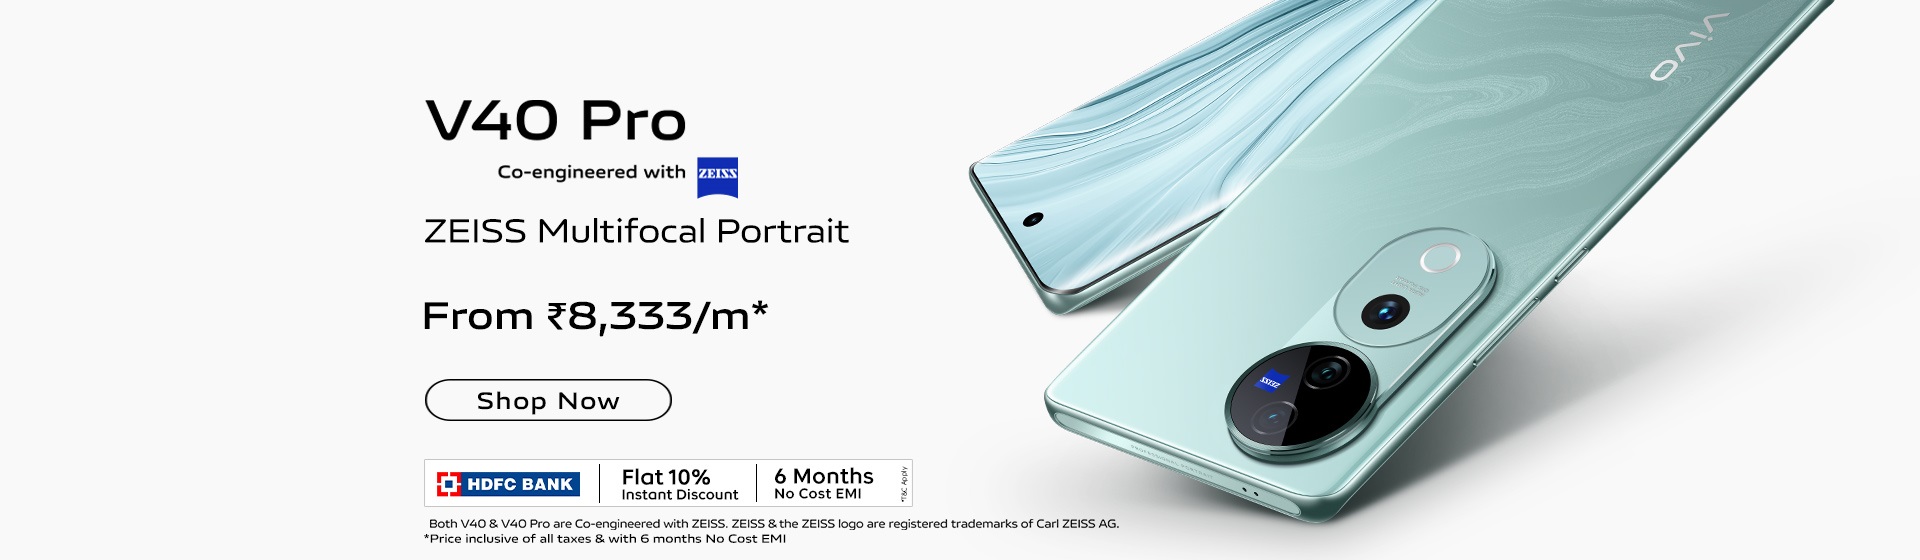 V40 Pro
Co-engineered with ZEISS
ZEISS Multifocal Portrait
From ₹8,333/m*
Shop Now
HDFC BANK
Flat 10%
Instant Discount
6 Months
No Cost EMI
*T&C Apply
Both V40 & V40 Pro are Co-engineered with ZEISS. ZEISS & the ZEISS logo are registered trademarks of Carl ZEISS AG.
*Price inclusive of all taxes & with 6 months No Cost EMI
vivo
ZEISS